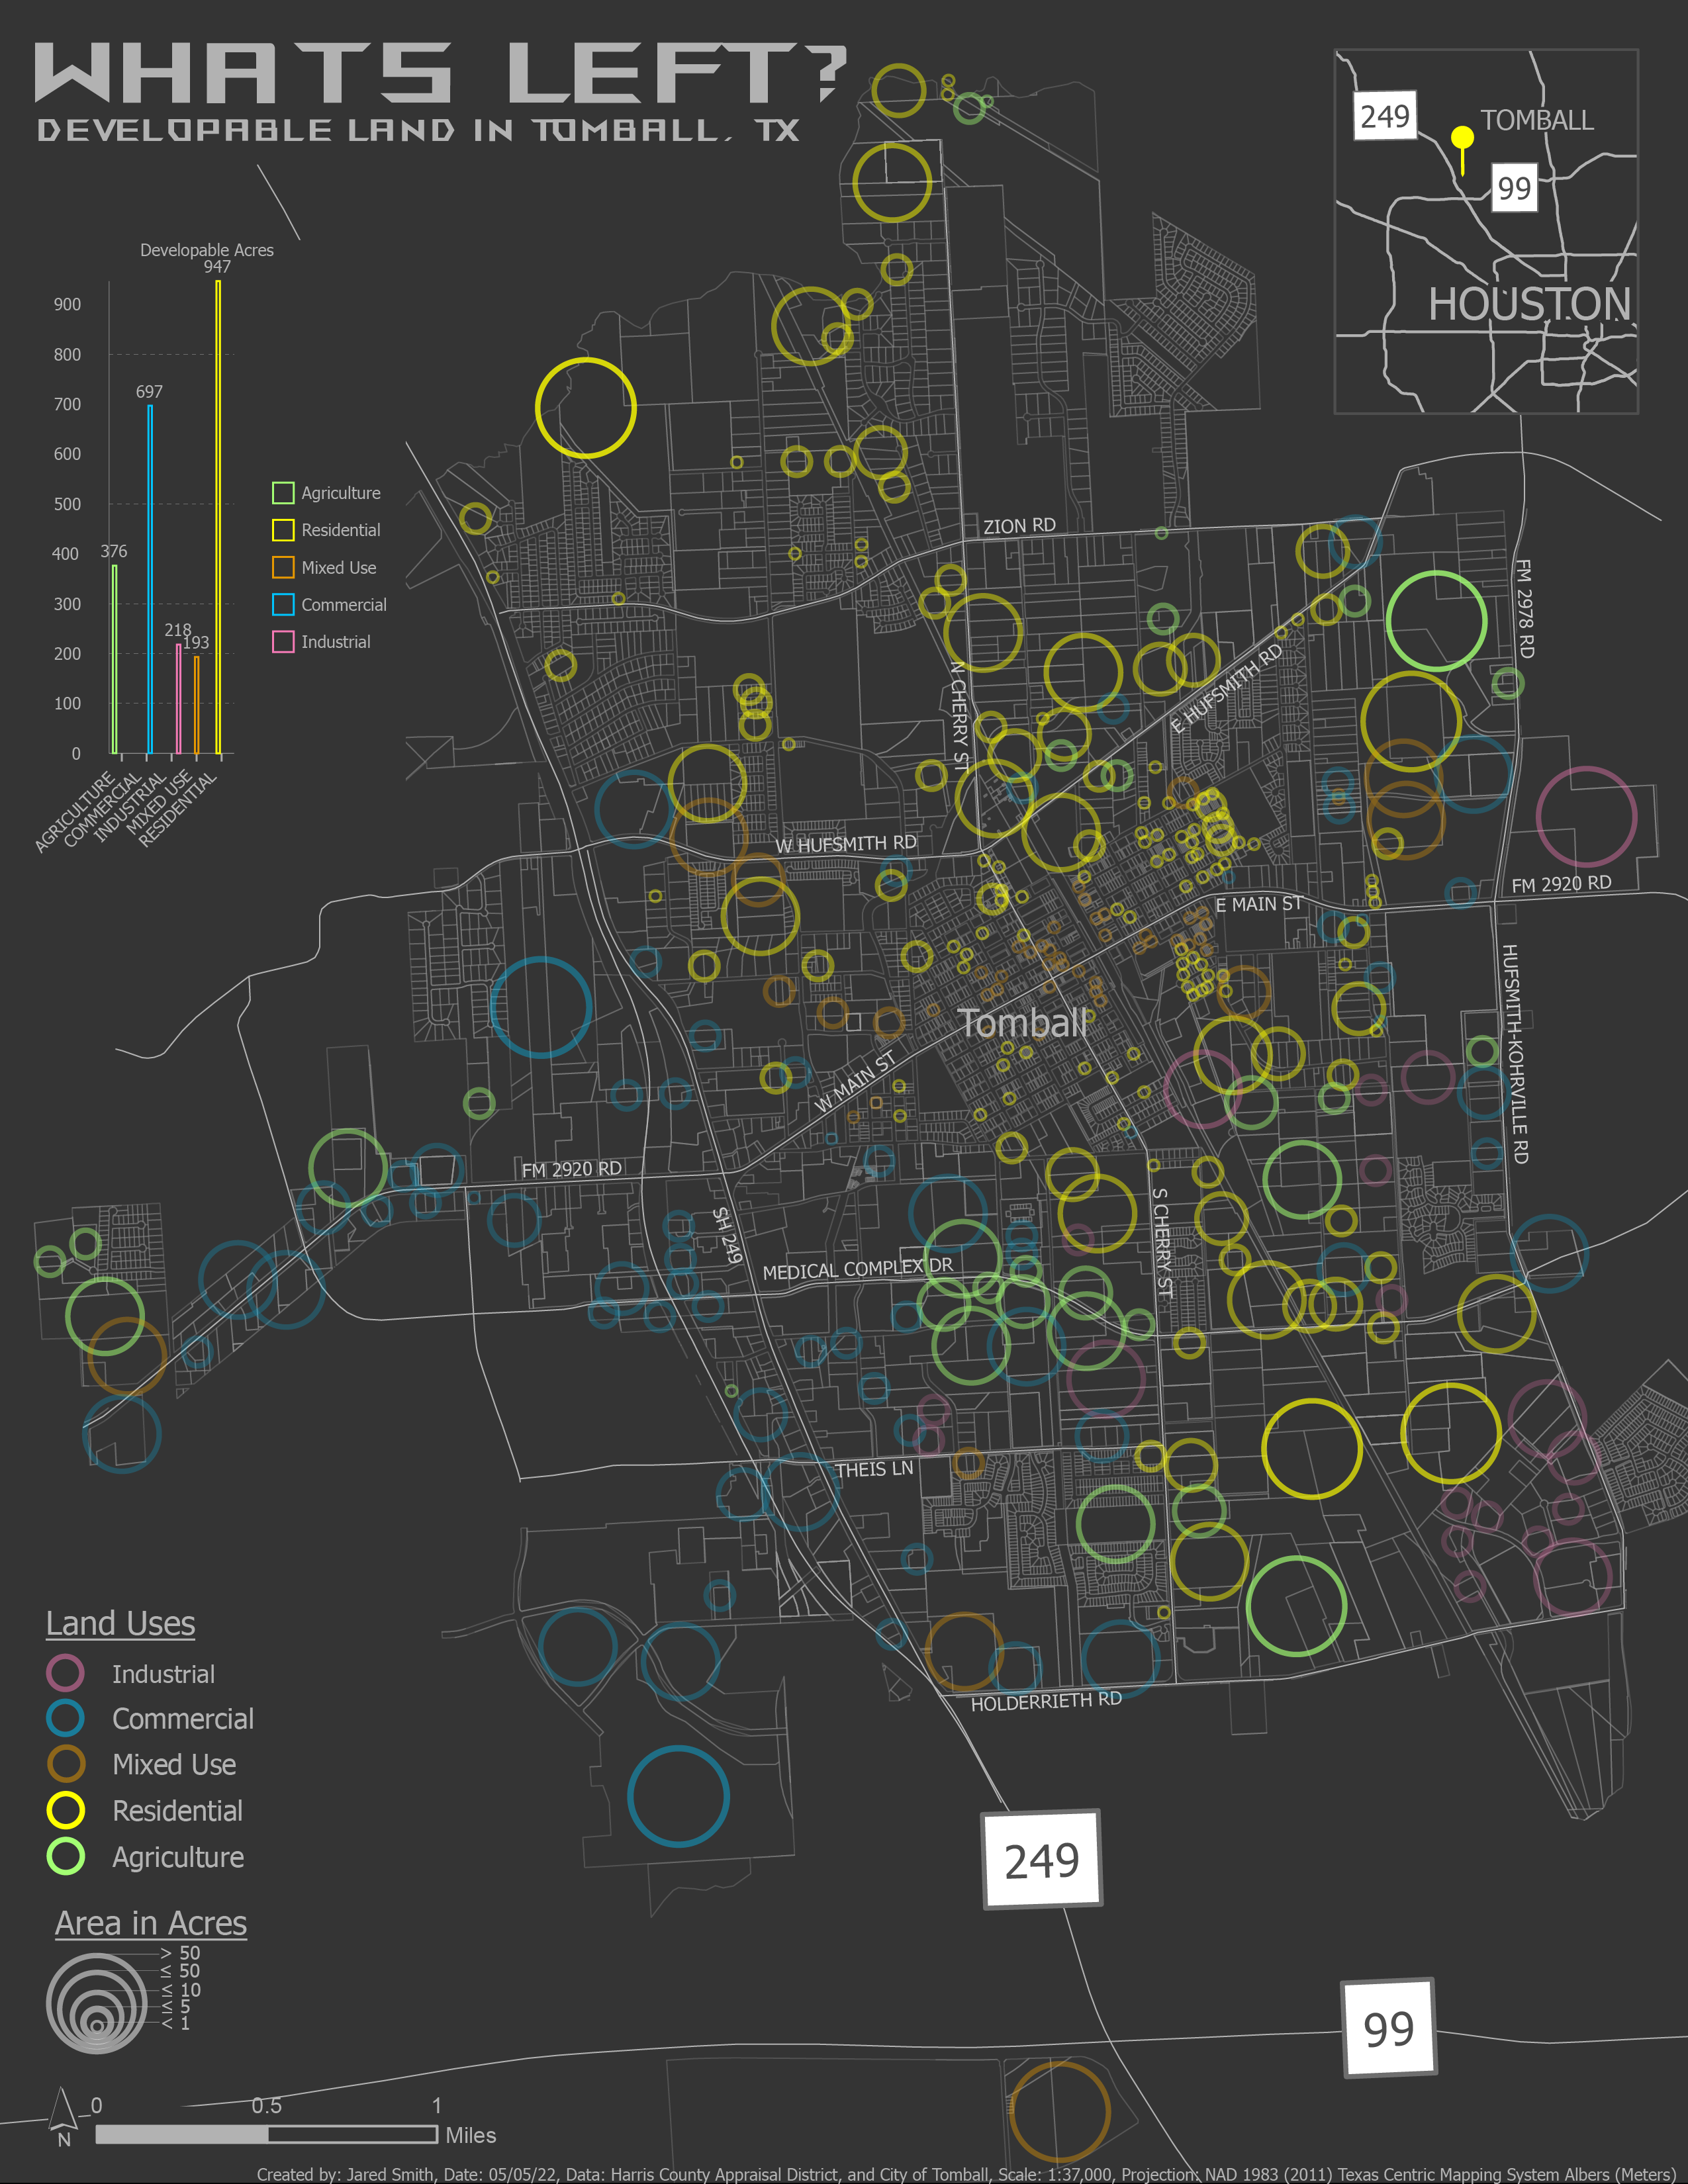 WHATS LEFT?
DEVELOPABLE LAND IN TOMBALL, TX
249
TOMBALL
99
HOUSTON
Developable Acres
947
900
800
700
697
600
500
400
376
300
218
193
200
100
0
AGRICULTURE
COMMERCIAL
INDUSTRIAL
MIXED USE
RESIDENTIAL
Agriculture
Residential
Mixed Use
Commercial
Industrial
ZION RD
FM 2978 RD
N CHERRY ST
E HUFSMITH RD
W HUFSMITH RD
FM 2920 RD
E MAIN ST
HUFSMITH-KOHRVILLE RD
Tomball
W MAIN ST
FM 2920 RD
SH 249
S CHERRY ST
MEDICAL COMPLEX DR
THEIS LN
HOLDERRIETH RD
249
99
Land Uses
Industrial
Commercial
Mixed Use
Residential
Agriculture
Area in Acres
> 50
≤ 50
≤ 10
≤ 5
< 1
N
0 0.5 1
Miles
Created by: Jared Smith, Date: 05/05/22, Data: Harris County Appraisal District, and City of Tomball, Scale: 1:37,000, Projection: NAD 1983 (2011) Texas Centric Mapping System Albers (Meters)